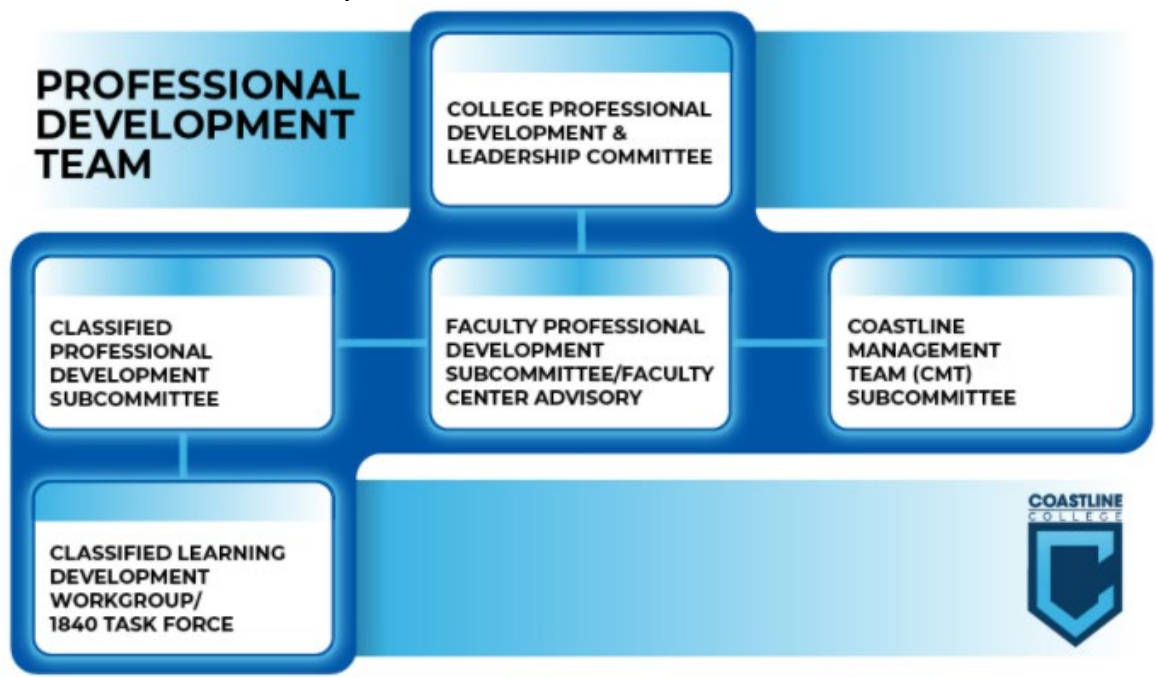 PROFESSIONAL
DEVELOPMENT
TEAM
COLLEGE PROFESSIONAL
DEVELOPMENT &
LEADERSHIP COMMITTEE
CLASSIFIED
PROFESSIONAL
DEVELOPMENT
SUBCOMMITTEE
FACULTY PROFESSIONAL
DEVELOPMENT
SUBCOMMITTEE/FACULTY
CENTER ADVISORY
COASTLINE
MANAGEMENT
TEAM (CMT)
SUBCOMMITTEE
CLASSIFIED LEARNING
DEVELOPMENT
WORKGROUP/
1840 TASK FORCE
COASTLINE
COLLEGE